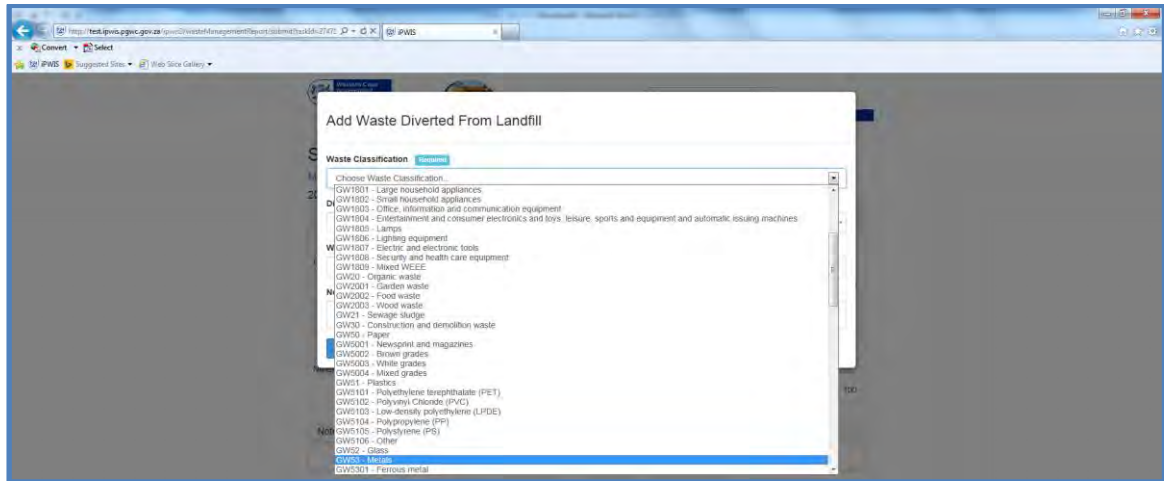 http://test.ipwis.pgwc.gov.za
iPWIS
Convert Select
iPWIS Suggested Sites Web Slice Gallery
Western Cape
Add Waste Diverted From Landfill
Waste Classification Required
Choose Waste Classification...
GW1801 - Large household appliances
GW1802 - Small household appliances
GW1803 - Office, information and communication equipment
GW1804 - Entertainment and consumer electronics and toys, leisure, sports and equipment and automatic issuing machines
GW1805 - Lamps
GW1806 - Lighting equipment
GW1807 - Electric and electronic tools
GW1808 - Security and health care equipment
GW1809 - Mixed WEEE
GW20 - Organic waste
GW2001 - Garden waste
GW2002 - Food waste
GW2003 - Wood waste
GW21 - Sewage sludge
GW30 - Construction and demolition waste
GW50 - Paper
GW5001 - Newsprint and magazines
GW5002 - Brown grades
GW5003 - White grades
GW5004 - Mixed grades
GW51 - Plastics
GW5101 - Polyethylene terephthalate (PET)
GW5102 - Polyvinyl Chloride (PVC)
GW5103 - Low-density polyethylene (LPDE)
GW5104 - Polypropylene (PP)
GW5105 - Polystyrene (PS)
GW5106 - Other
GW52 - Glass
GW53 - Metals
GW5301 - Ferrous metal